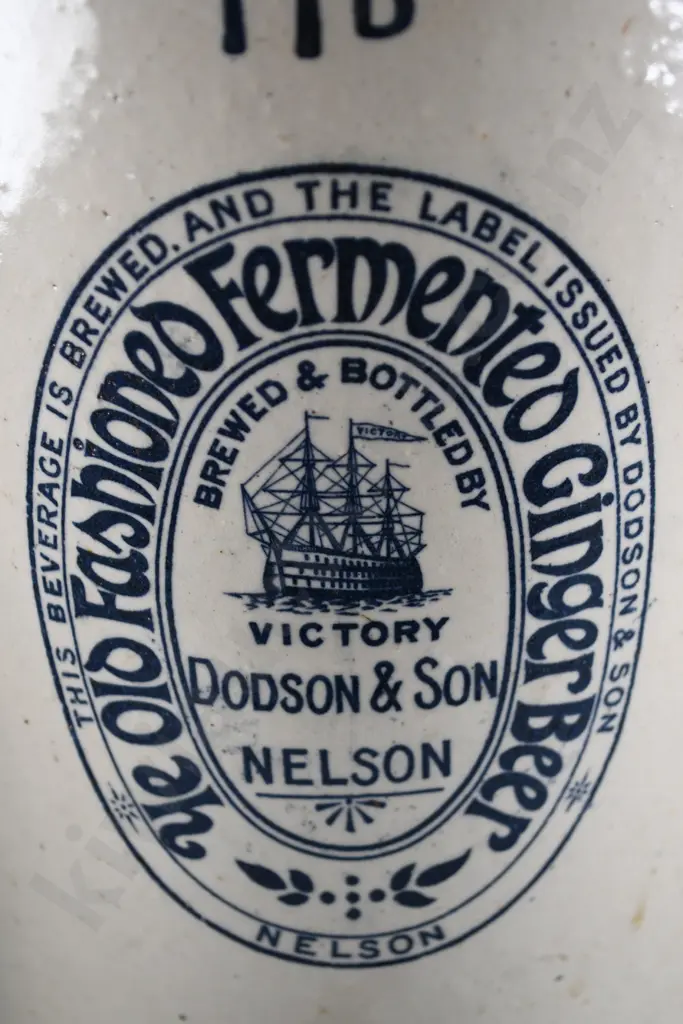 THIS BEVERAGE IS BREWED. AND THE LABEL ISSUED BY DODSON & SON
NELSON
Ye Old Fashioned Fermented Ginger Beer
BREWED & BOTTLED BY
VICTORY
VICTORY
DODSON & SON
NELSON